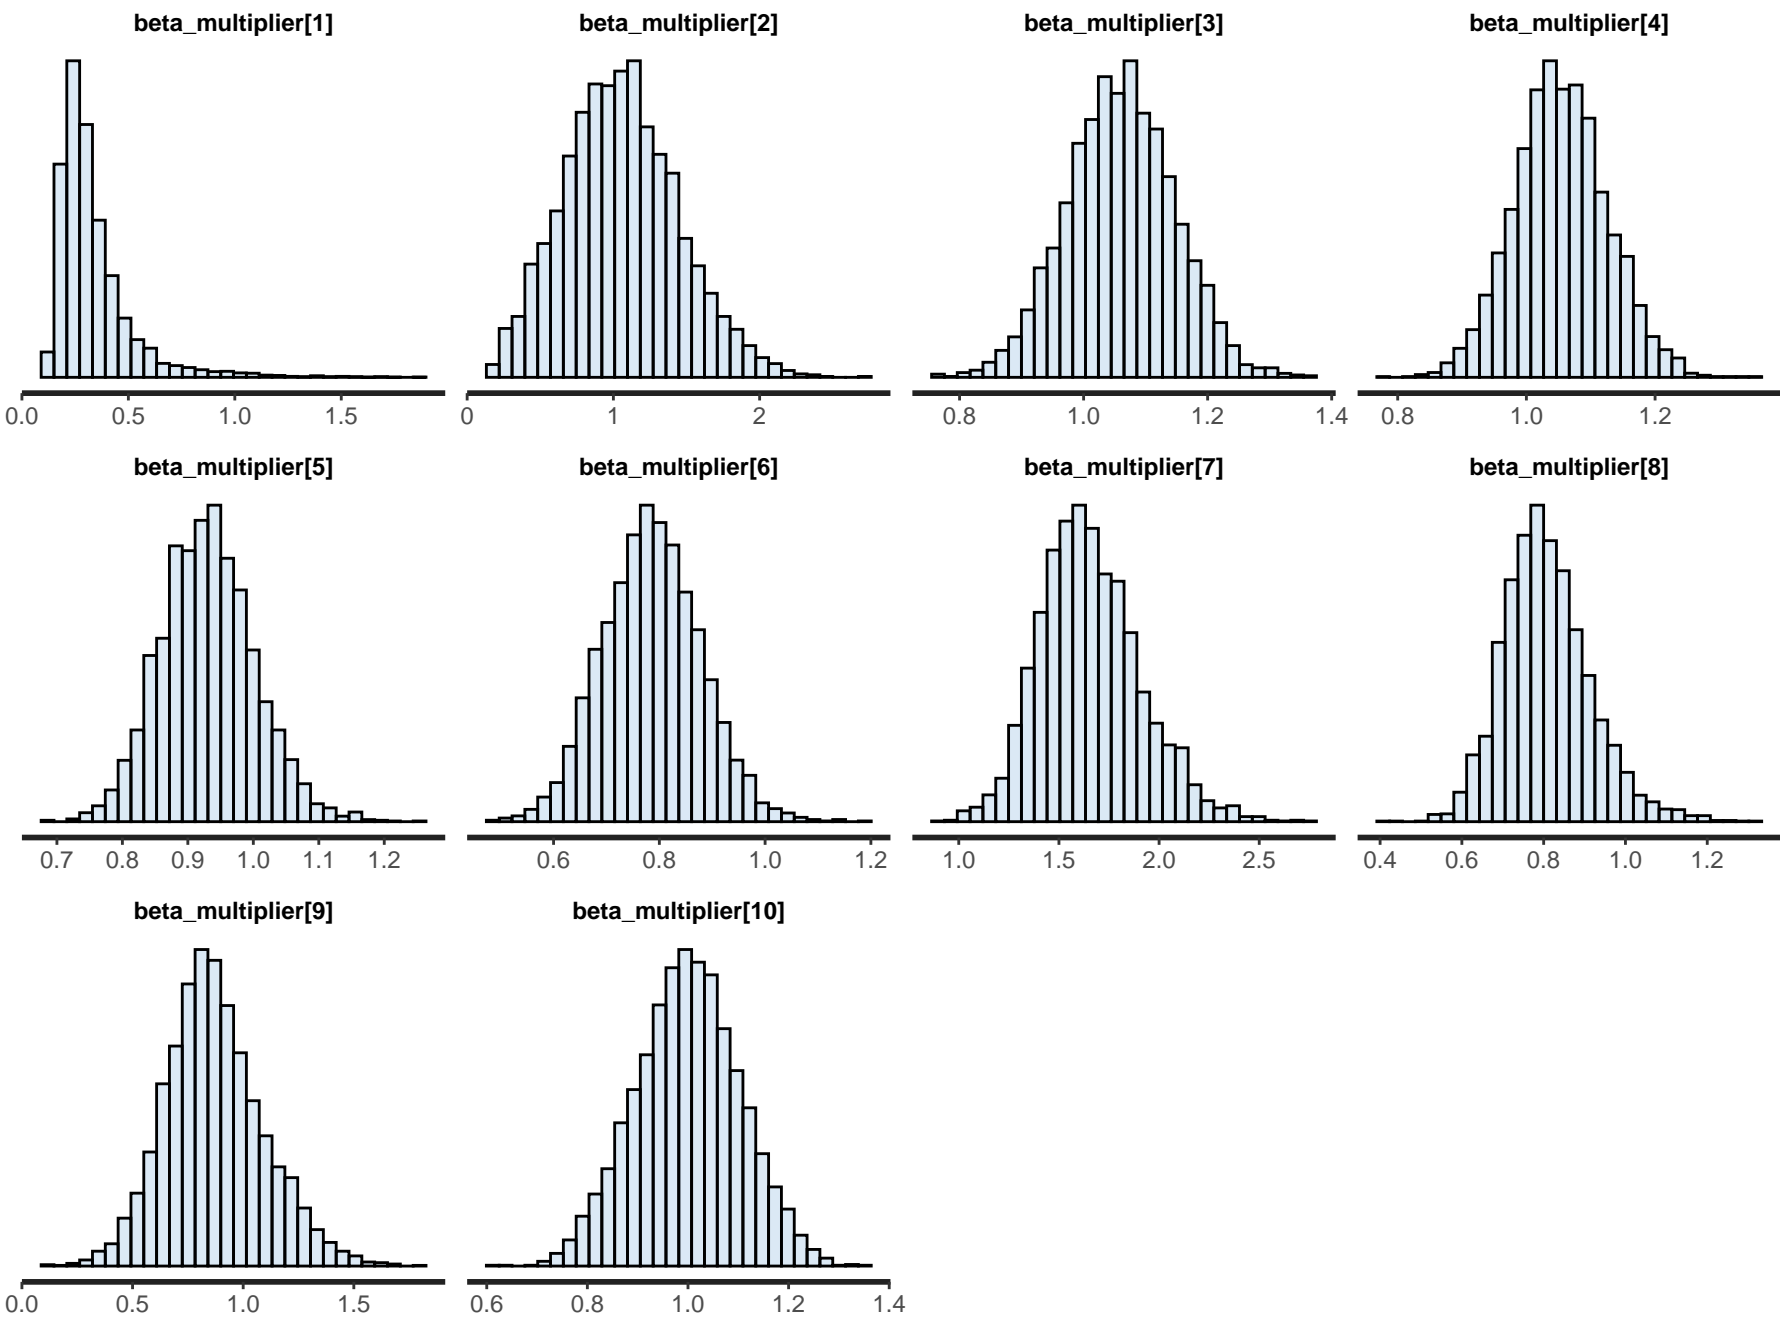 beta_multiplier[1] beta_multiplier[2] beta_multiplier[3] beta_multiplier[4]
0.0 0.5 1.0 1.5 0 1 2 0.8 1.0 1.2 1.4 0.8 1.0 1.2
beta_multiplier[5] beta_multiplier[6] beta_multiplier[7] beta_multiplier[8]
0.7 0.8 0.9 1.0 1.1 1.2 0.6 0.8 1.0 1.2 1.0 1.5 2.0 2.5 0.4 0.6 0.8 1.0 1.2
beta_multiplier[9] beta_multiplier[10]
0.0 0.5 1.0 1.5 0.6 0.8 1.0 1.2 1.4